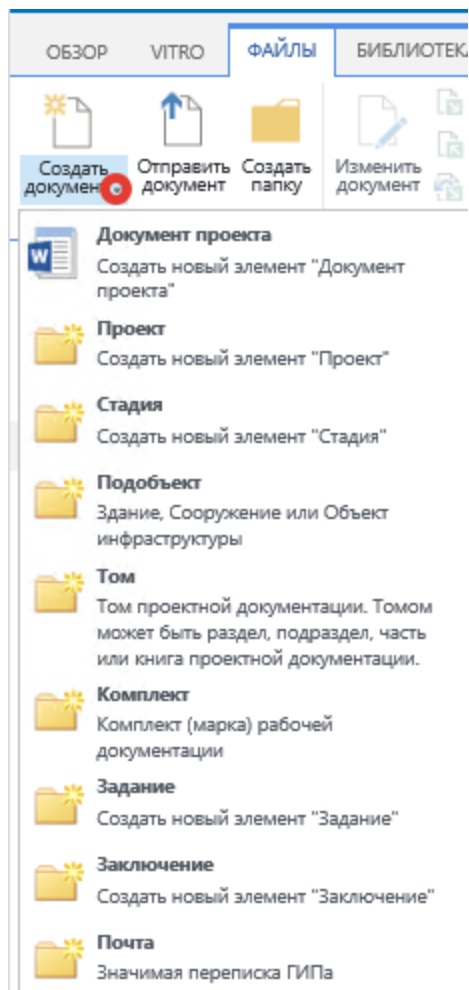 ОБЗОР VITRO ФАЙЛЫ БИБЛИОТЕКА
Создать Отправить Создать Изменить
документ документ папку документ
Документ проекта
Создать новый элемент "Документ
проекта"
Проект
Создать новый элемент "Проект"
Стадия
Создать новый элемент "Стадия"
Подобъект
Здание, Сооружение или Объект
инфраструктуры
Том
Том проектной документации. Томом
может быть раздел, подраздел, часть
или книга проектной документации.
Комплект
Комплект (марка) рабочей
документации
Задание
Создать новый элемент "Задание"
Заключение
Создать новый элемент "Заключение"
Почта
Значимая переписка ГИПа